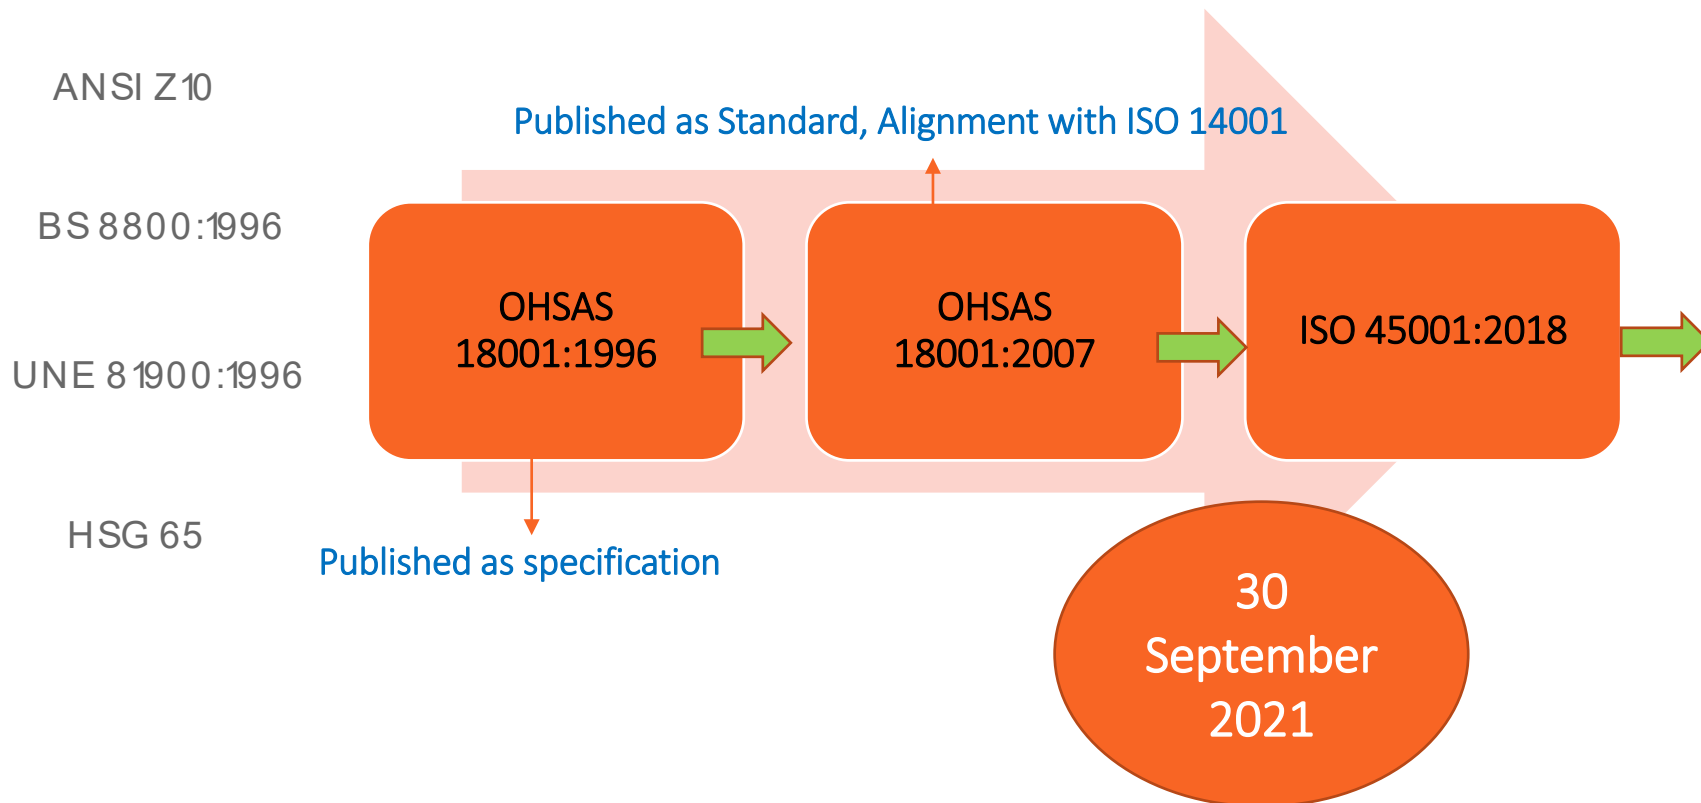 ANSI Z10
Published as Standard, Alignment with ISO 14001
BS 8800:1996
UNE 81900:1996
HSG 65
OHSAS
18001:1996
OHSAS
18001:2007
ISO 45001:2018
Published as specification
30
September
2021